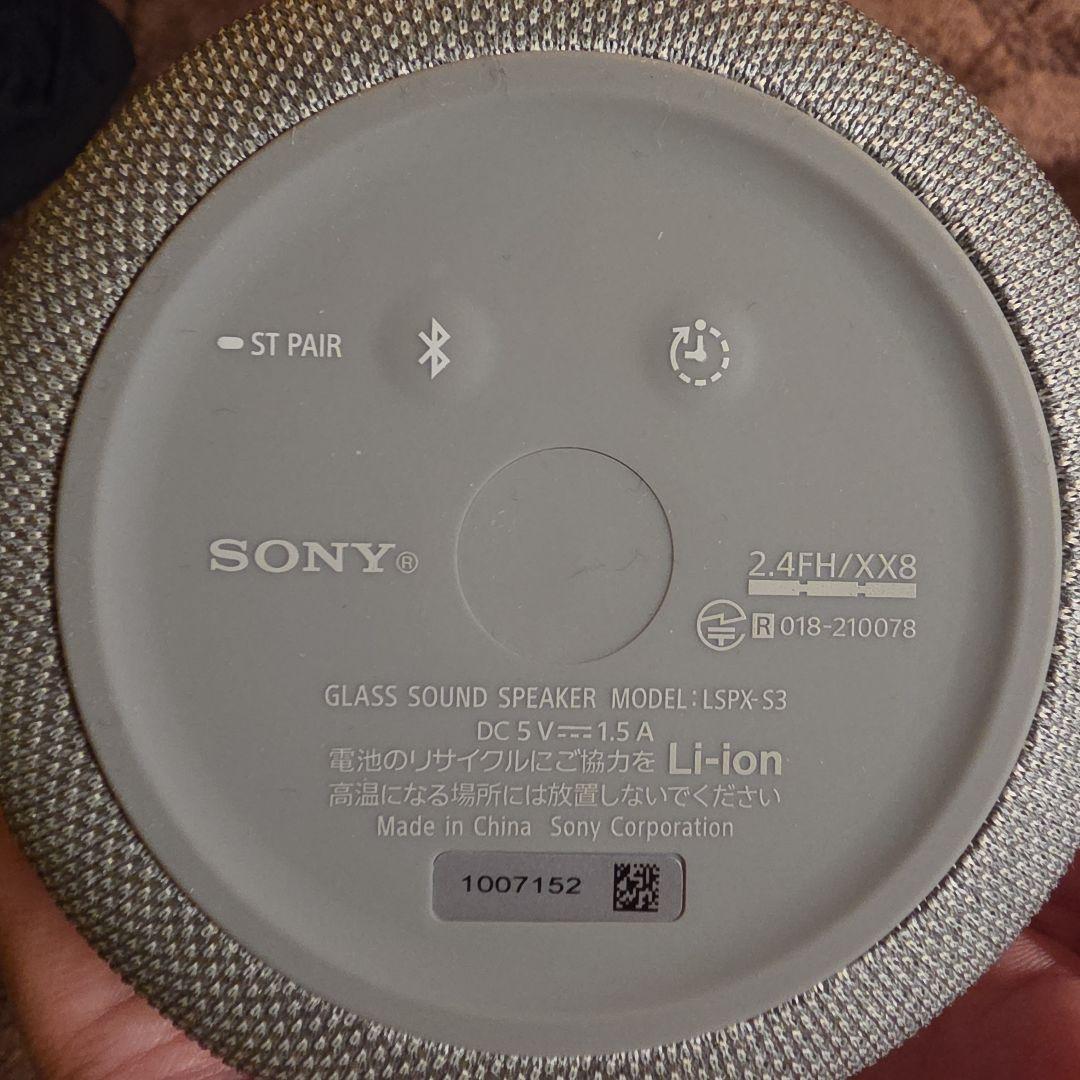 ST PAIR
SONY®
2.4FH/XX8
R 018-210078
GLASS SOUND SPEAKER MODEL:LSPX-S3
DC 5 V⎓1.5 A
電池のリサイクルにご協力を Li-ion
高温になる場所には放置しないでください
Made in China Sony Corporation
1007152